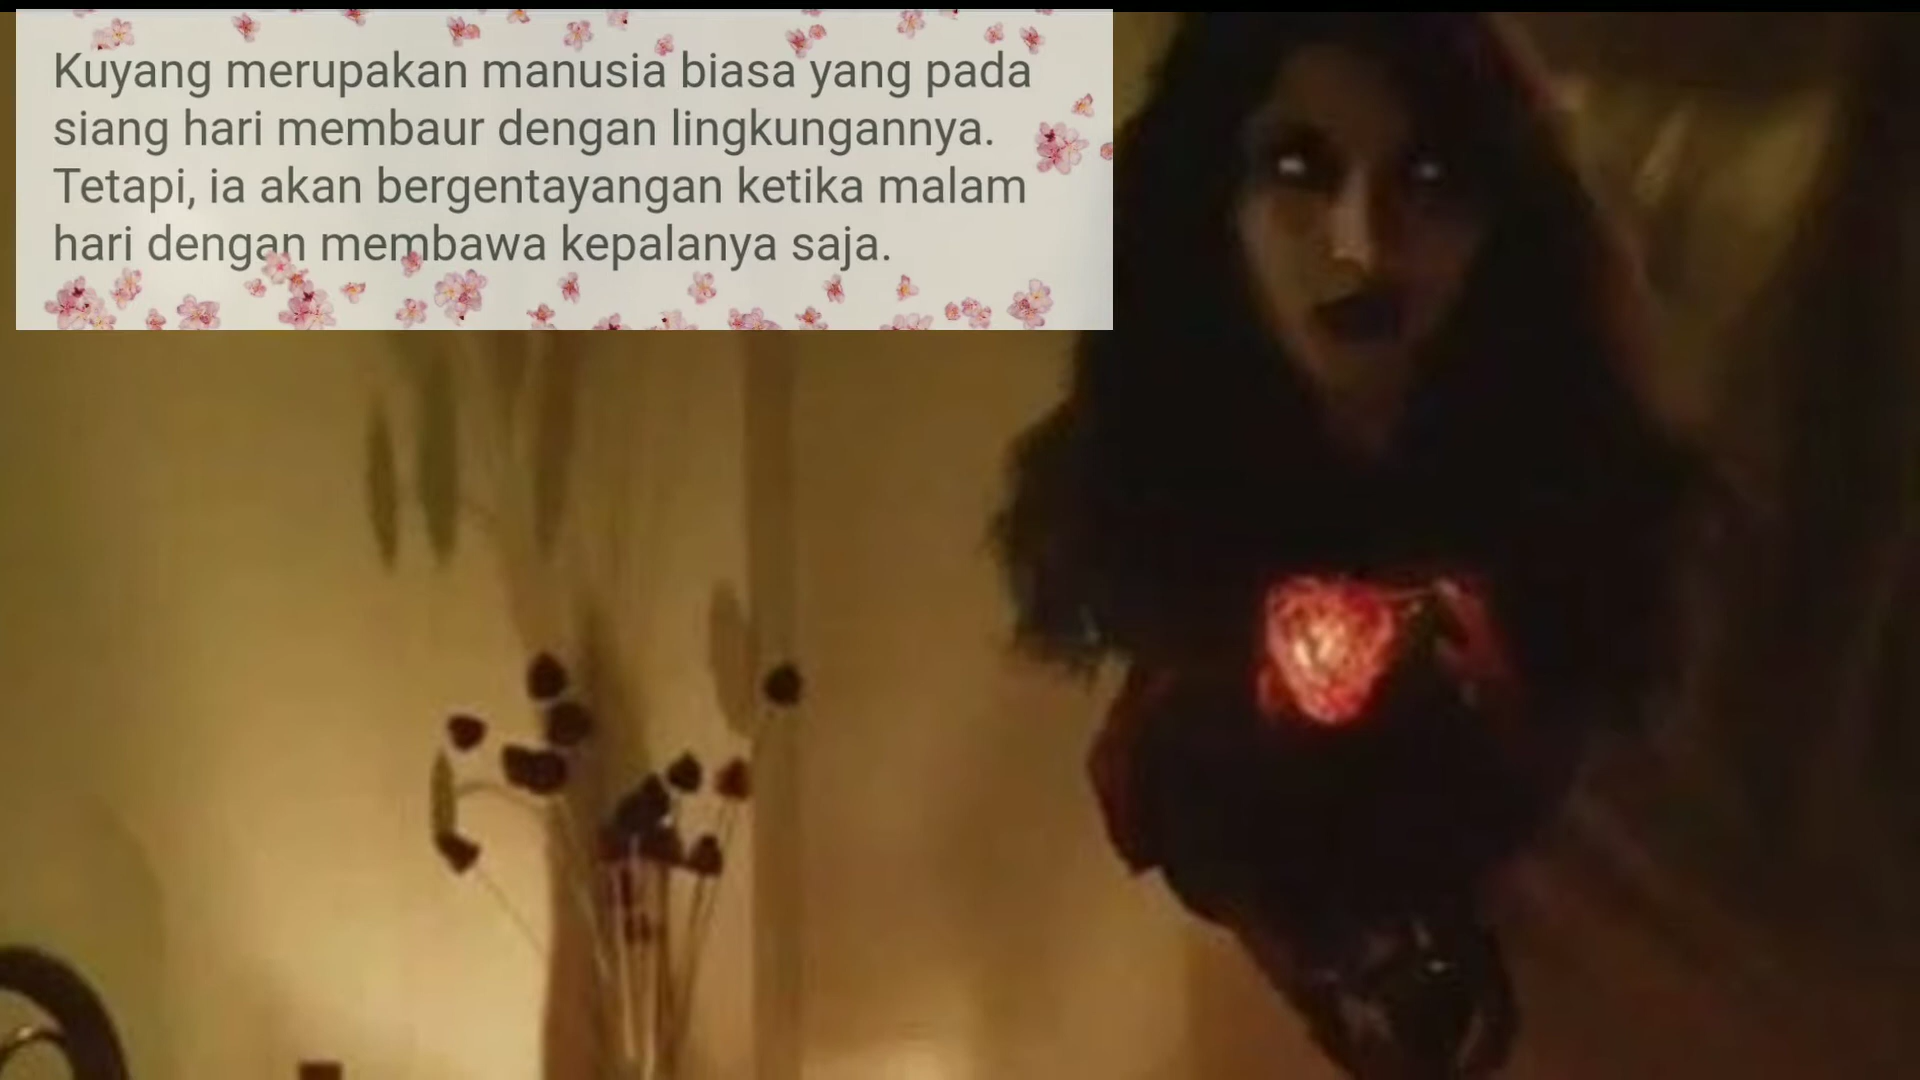 Kuyang merupakan manusia biasa yang pada
siang hari membaur dengan lingkungannya.
Tetapi, ia akan bergentayangan ketika malam
hari dengan membawa kepalanya saja.